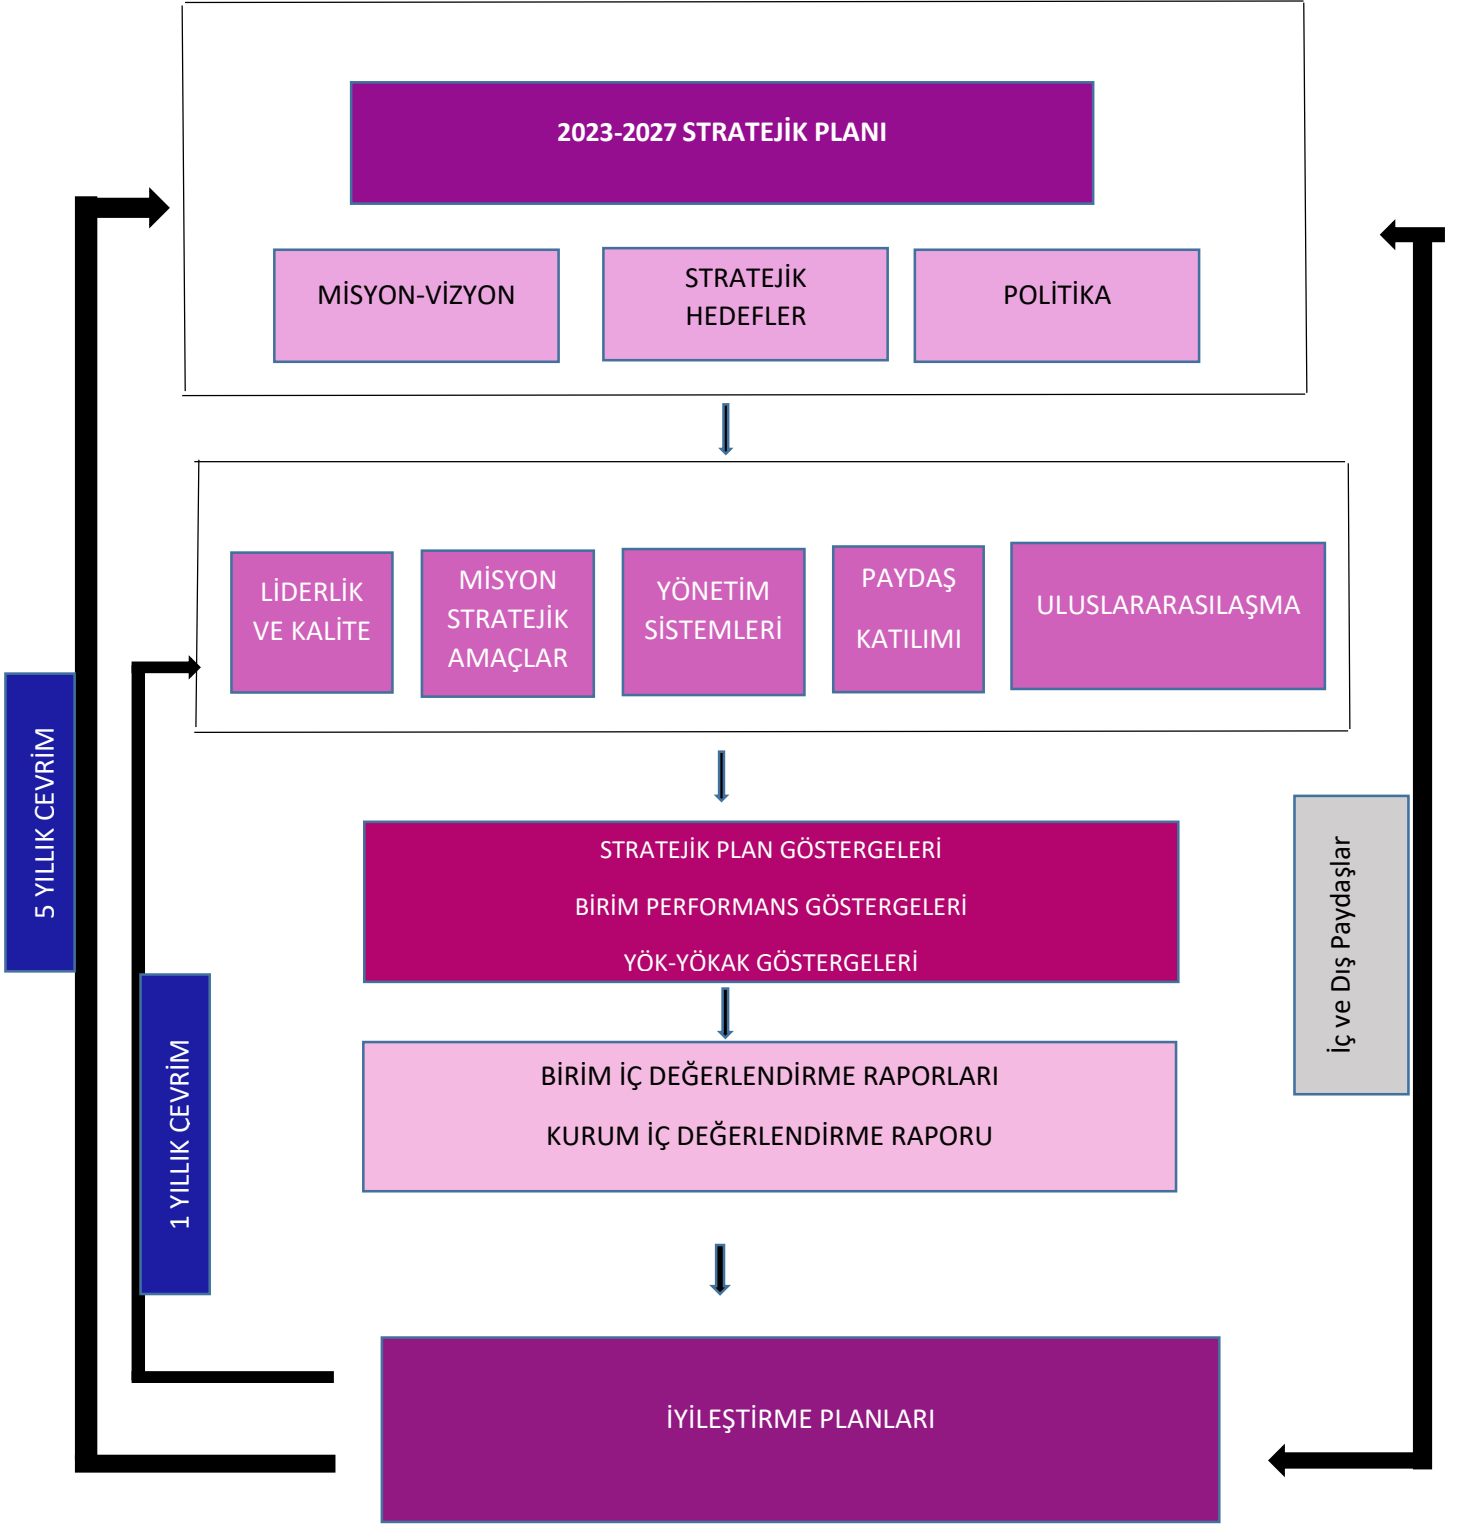 2023-2027 STRATEJİK PLANI
MİSYON-VİZYON
STRATEJİK
HEDEFLER
POLİTİKA
LİDERLİK
VE KALİTE
MİSYON
STRATEJİK
AMAÇLAR
YÖNETİM
SİSTEMLERİ
PAYDAŞ
KATILIMI
ULUSLARARASILAŞMA
5 YILLIK CEVRİM
1 YILLIK CEVRİM
STRATEJİK PLAN GÖSTERGELERİ
BİRİM PERFORMANS GÖSTERGELERİ
YÖK-YÖKAK GÖSTERGELERİ
İç ve Dış Paydaşlar
BİRİM İÇ DEĞERLENDİRME RAPORLARI
KURUM İÇ DEĞERLENDİRME RAPORU
İYİLEŞTİRME PLANLARI